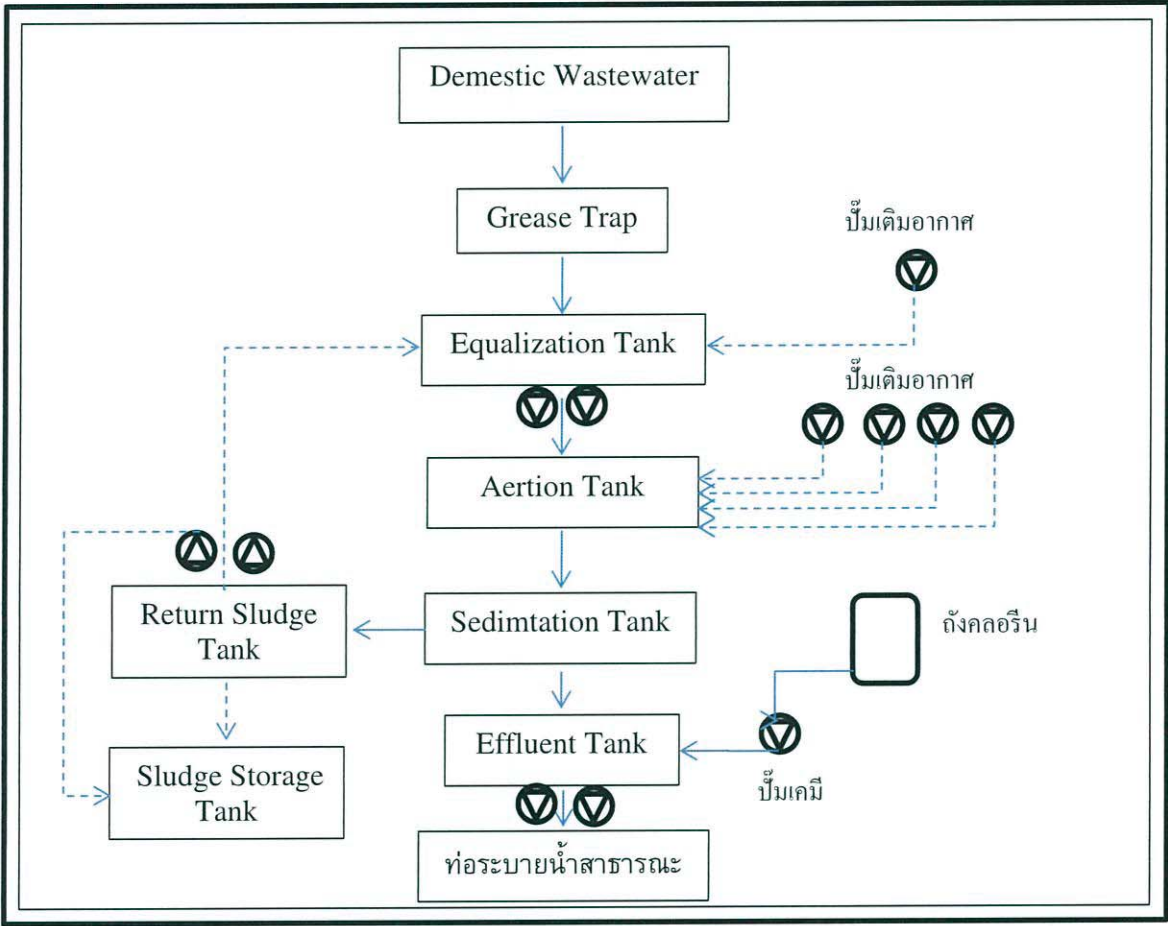 Demestic Wastewater
Grease Trap
ปั๊มเติมอากาศ
Equalization Tank
ปั๊มเติมอากาศ
Aertion Tank
Return Sludge
Tank
Sedimtation Tank
ถังคลอรีน
Effluent Tank
ปั๊มเคมี
Sludge Storage
Tank
ท่อระบายน้ำสาธารณะ